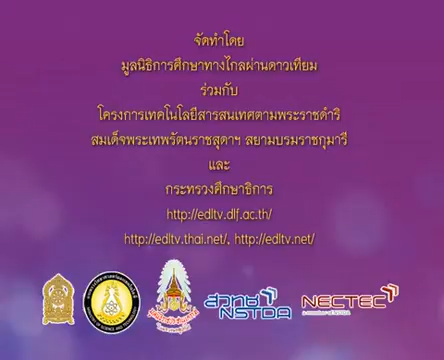 จัดทำโดย
มูลนิธิการศึกษาทางไกลผ่านดาวเทียม
ร่วมกับ
โครงการเทคโนโลยีสารสนเทศตามพระราชดำริ
สมเด็จพระเทพรัตนราชสุดาฯ สยามบรมราชกุมารี
และ
กระทรวงศึกษาธิการ
http://edltv.dlf.ac.th/
http://edltv.thai.net/, http://edltv.net/
สวทช
NSTDA
NECTEC
a member of NSTDA